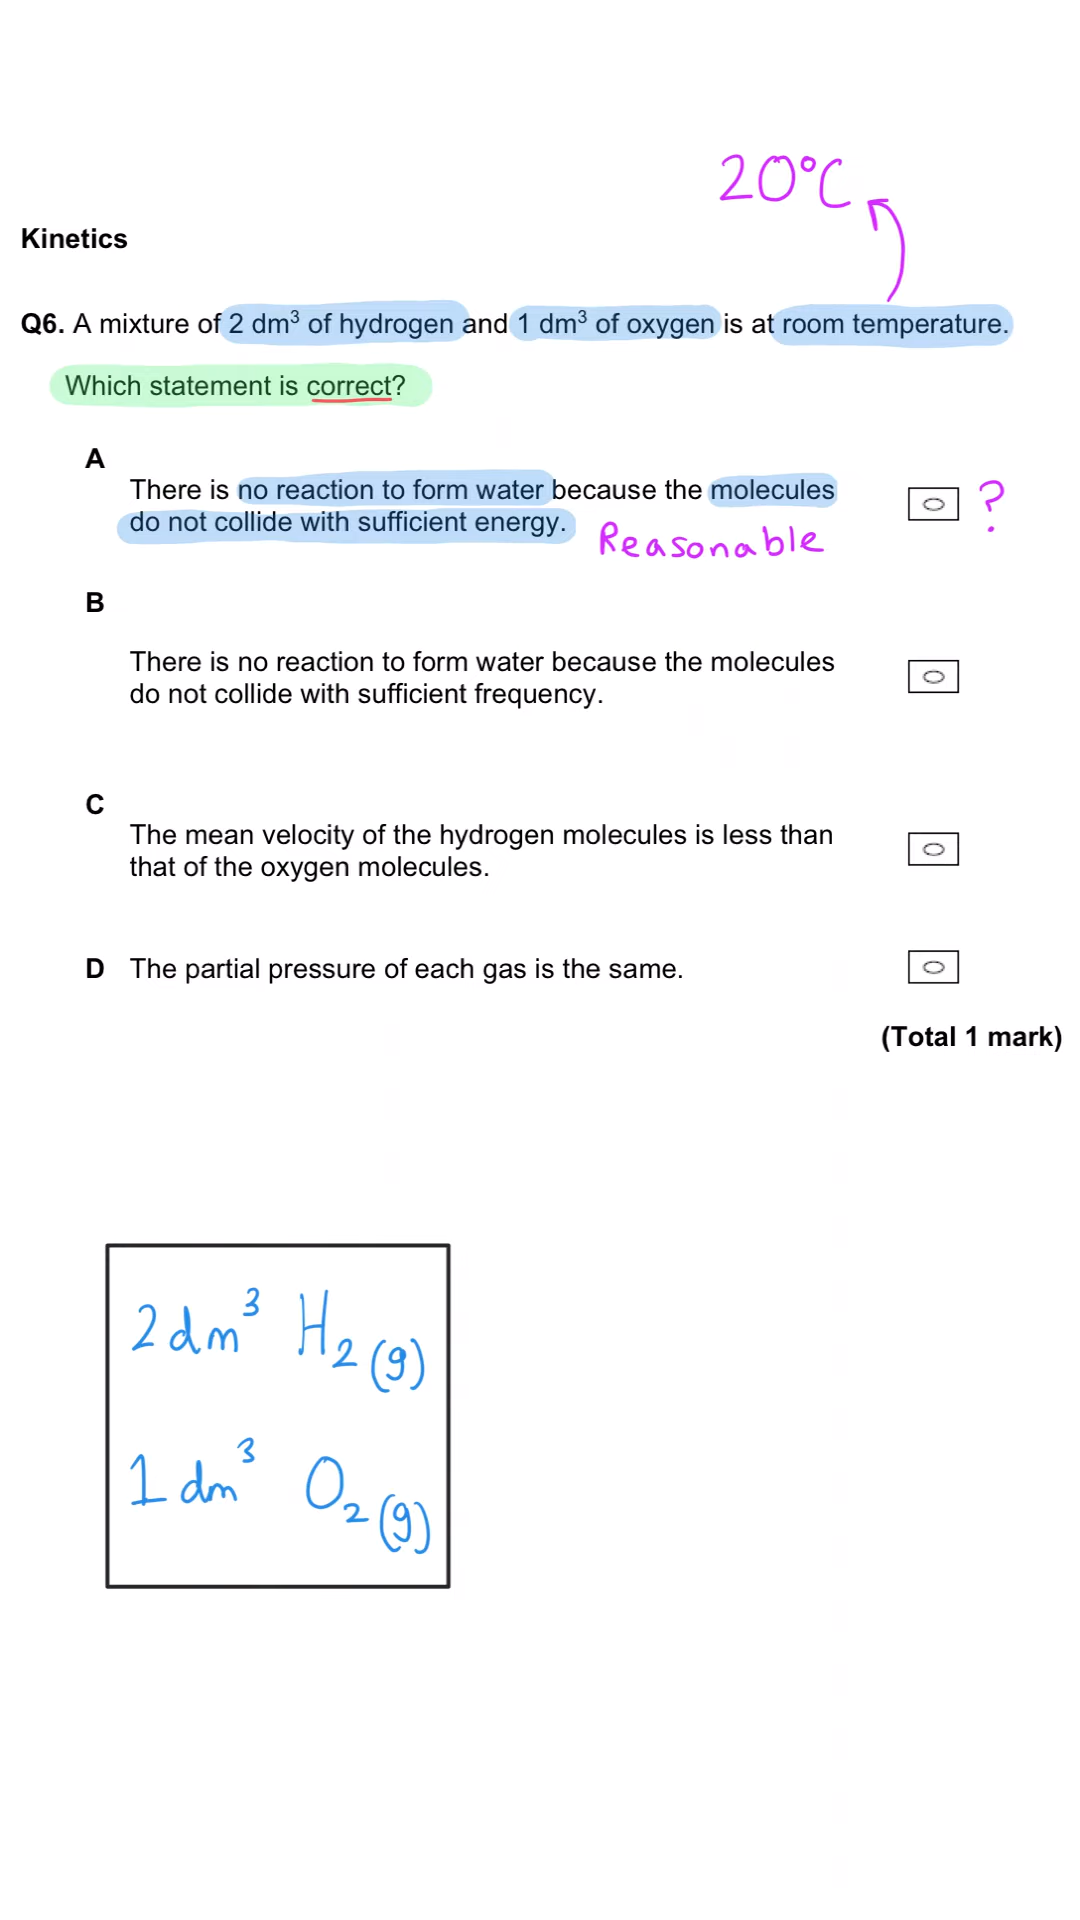 20°C
Kinetics
Q6. A mixture of 2 dm³ of hydrogen and 1 dm³ of oxygen is at room temperature.
Which statement is correct?
A
There is no reaction to form water because the molecules
do not collide with sufficient energy.
?
Reasonable
B
There is no reaction to form water because the molecules
do not collide with sufficient frequency.
C
The mean velocity of the hydrogen molecules is less than
that of the oxygen molecules.
D The partial pressure of each gas is the same.
(Total 1 mark)
2dm³ H₂(g)
1dm³ O₂(g)